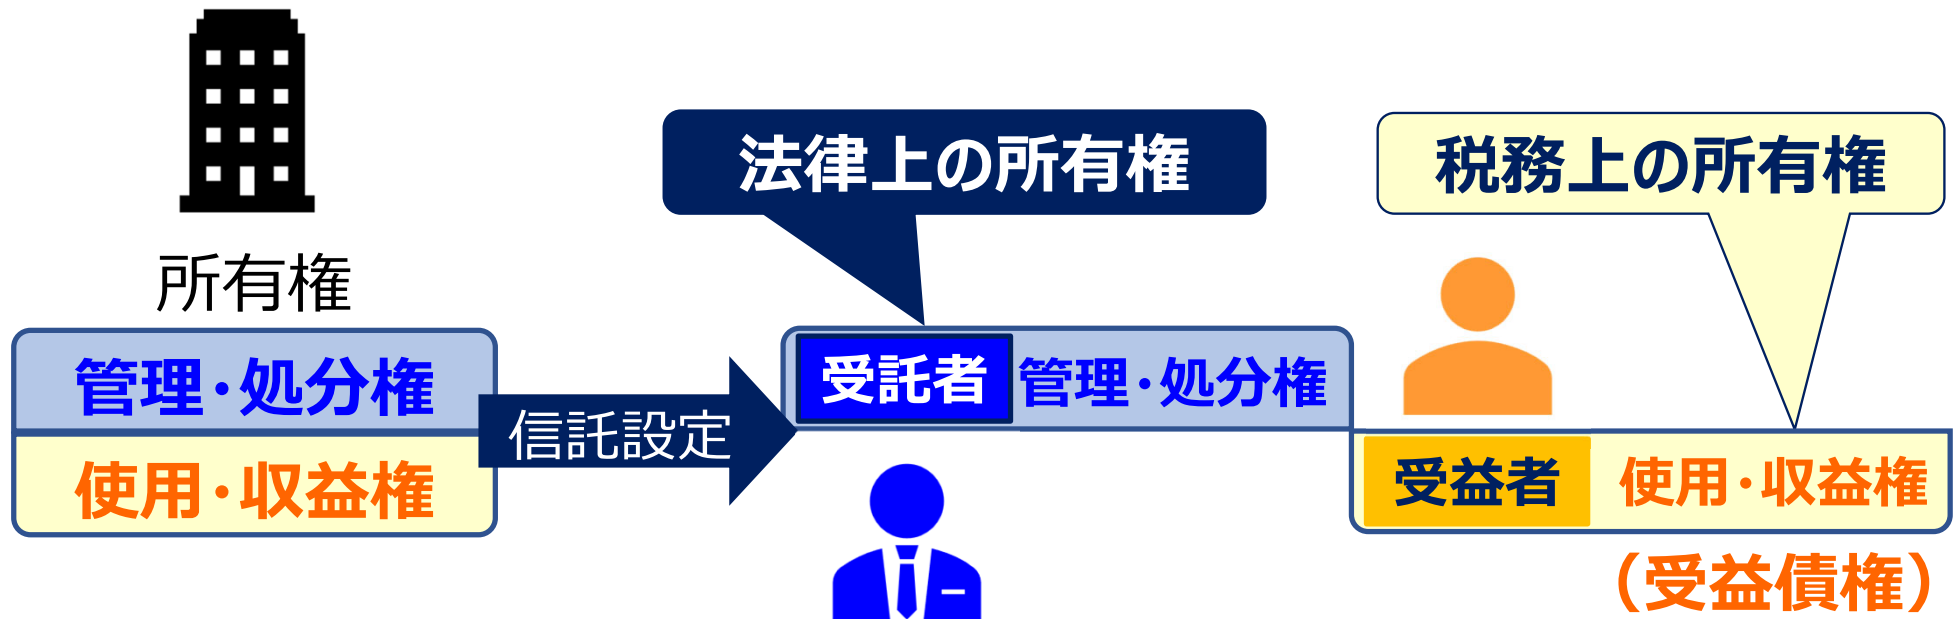 所有権
管理・処分権
使用・収益権
信託設定
法律上の所有権
受託者 管理・処分権
税務上の所有権
受益者 使用・収益権
（受益債権）